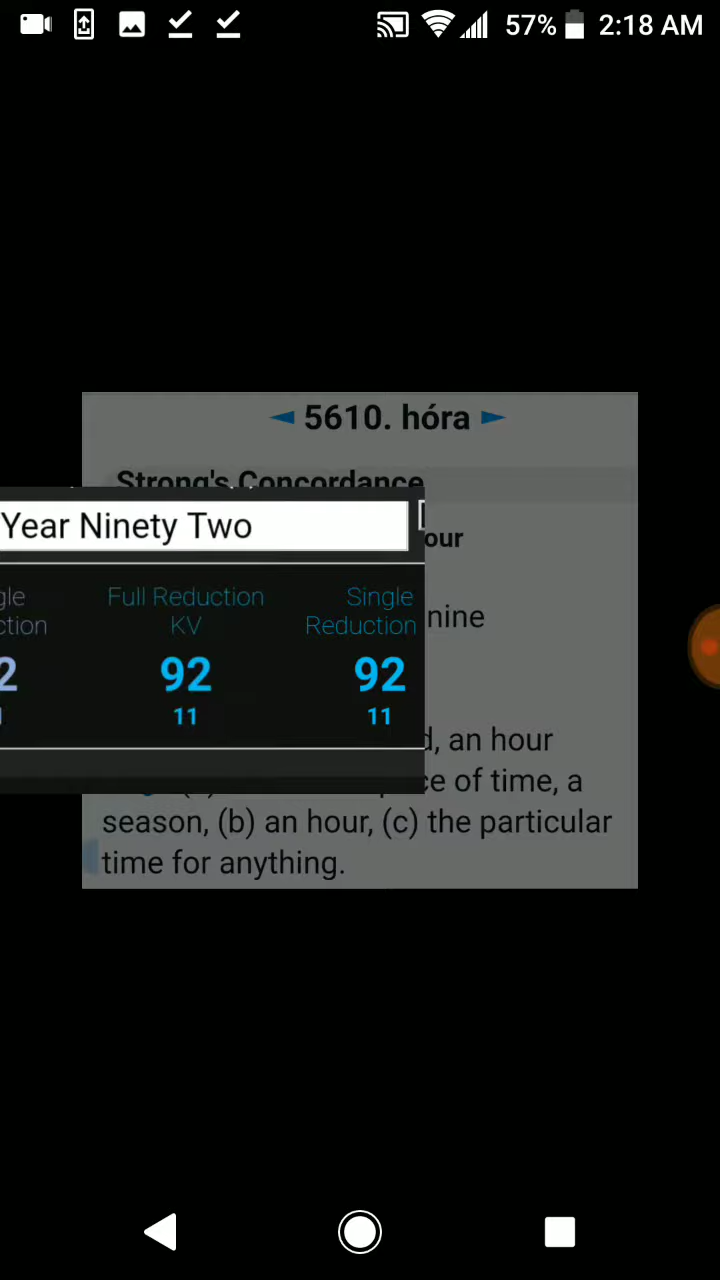 57% 2:18 AM
5610. hóra
Strong's Concordance
Year Ninety Two
our
Full Reduction KV
Single Reduction
nine
92
92
11
11
, an hour
ce of time, a
season, (b) an hour, (c) the particular
time for anything.